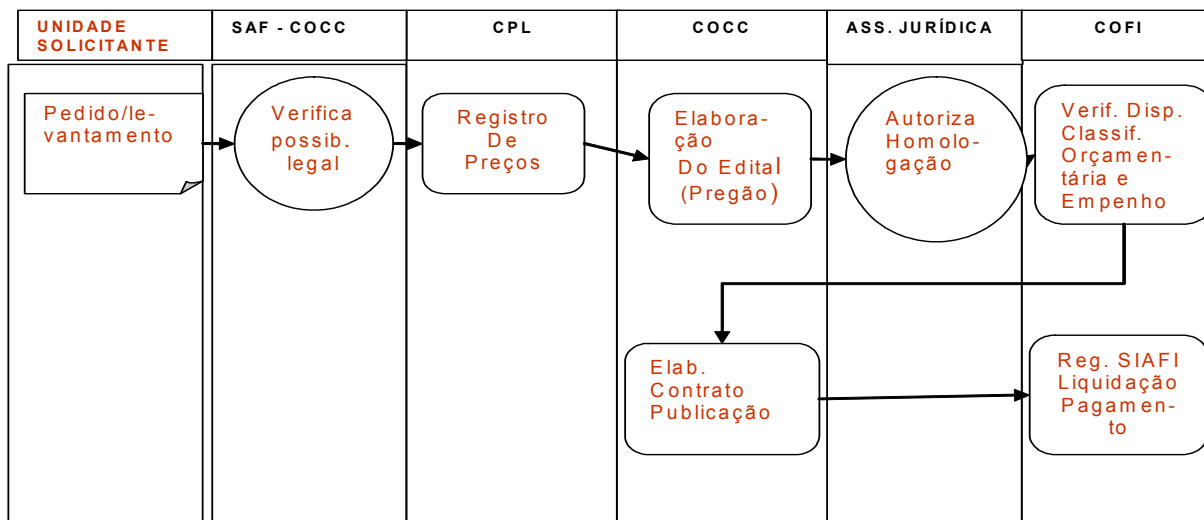 UNIDADE
SOLICITANTE
SAF - COCC
CPL
COCC
ASS. JURÍDICA
COFI
Pedido/le-
vantamento
Verifica
possib.
legal
Registro
De
Preços
Elabora-
ção
Do Edital
(Pregão)
Autoriza
Homolo-
gação
Verif. Disp.
Classif.
Orçamen-
tária e
Empenho
Elab.
Contrato
Publicação
Reg. SIAFI
Liquidação
Pagamen-
to